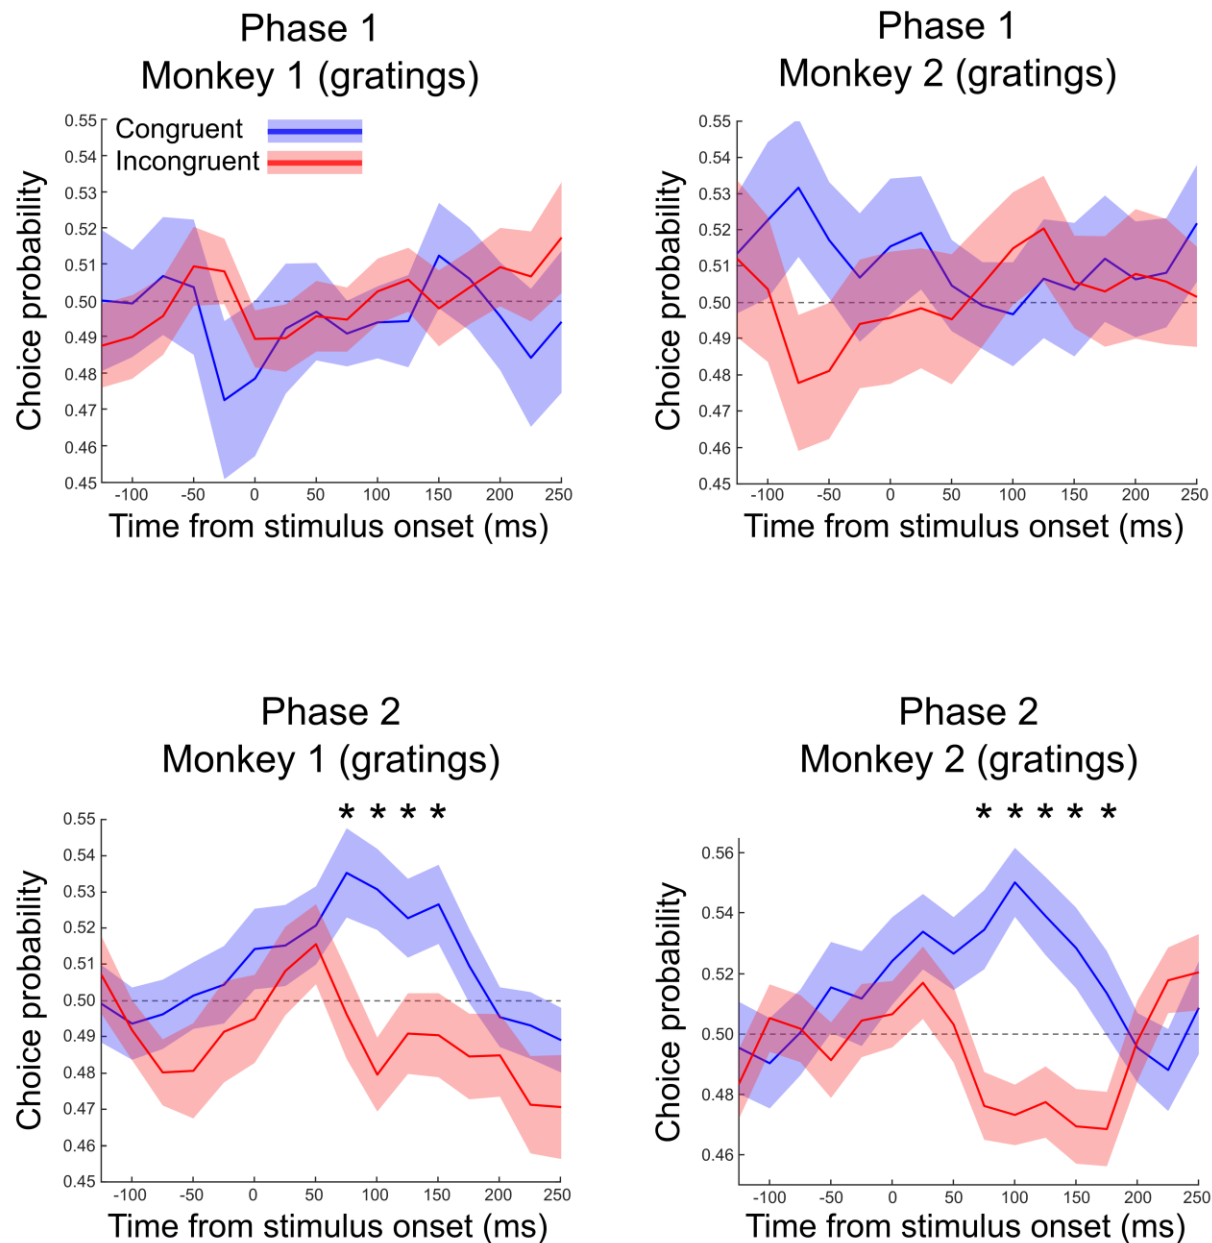 Phase 1
Monkey 1 (gratings)
Congruent
Incongruent
0.55
0.54
0.53
0.52
0.51
0.50
0.49
0.48
0.47
0.46
0.45
Choice probability
-100 -50 0 50 100 150 200 250
Time from stimulus onset (ms)
Phase 1
Monkey 2 (gratings)
0.55
0.54
0.53
0.52
0.51
0.50
0.49
0.48
0.47
0.46
0.45
Choice probability
-100 -50 0 50 100 150 200 250
Time from stimulus onset (ms)
Phase 2
Monkey 1 (gratings)
* * * *
0.55
0.54
0.53
0.52
0.51
0.50
0.49
0.48
0.47
0.46
0.45
Choice probability
-100 -50 0 50 100 150 200 250
Time from stimulus onset (ms)
Phase 2
Monkey 2 (gratings)
* * * * *
0.56
0.54
0.52
0.50
0.48
0.46
Choice probability
-100 -50 0 50 100 150 200 250
Time from stimulus onset (ms)